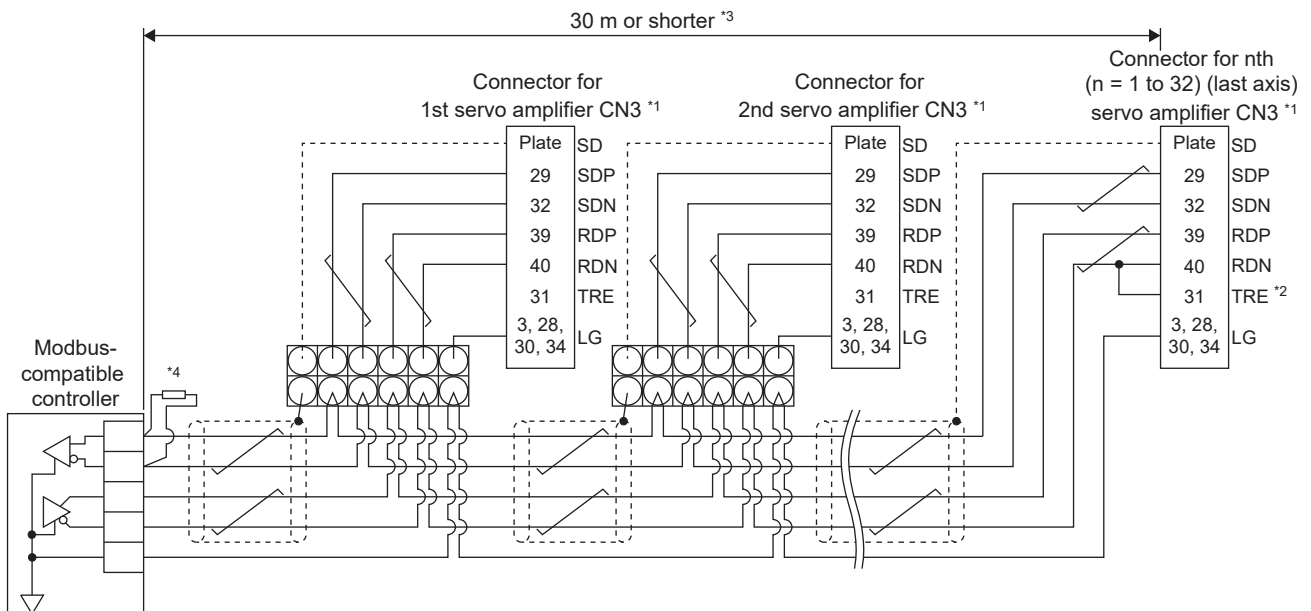 30 m or shorter *3
Connector for
1st servo amplifier CN3 *1
Plate SD
29 SDP
32 SDN
39 RDP
40 RDN
31 TRE
3, 28,
30, 34 LG
Connector for
2nd servo amplifier CN3 *1
Plate SD
29 SDP
32 SDN
39 RDP
40 RDN
31 TRE
3, 28,
30, 34 LG
Connector for nth
(n = 1 to 32) (last axis)
servo amplifier CN3 *1
Plate SD
29 SDP
32 SDN
39 RDP
40 RDN
31 TRE *2
3, 28,
30, 34 LG
Modbus-
compatible
controller
*4